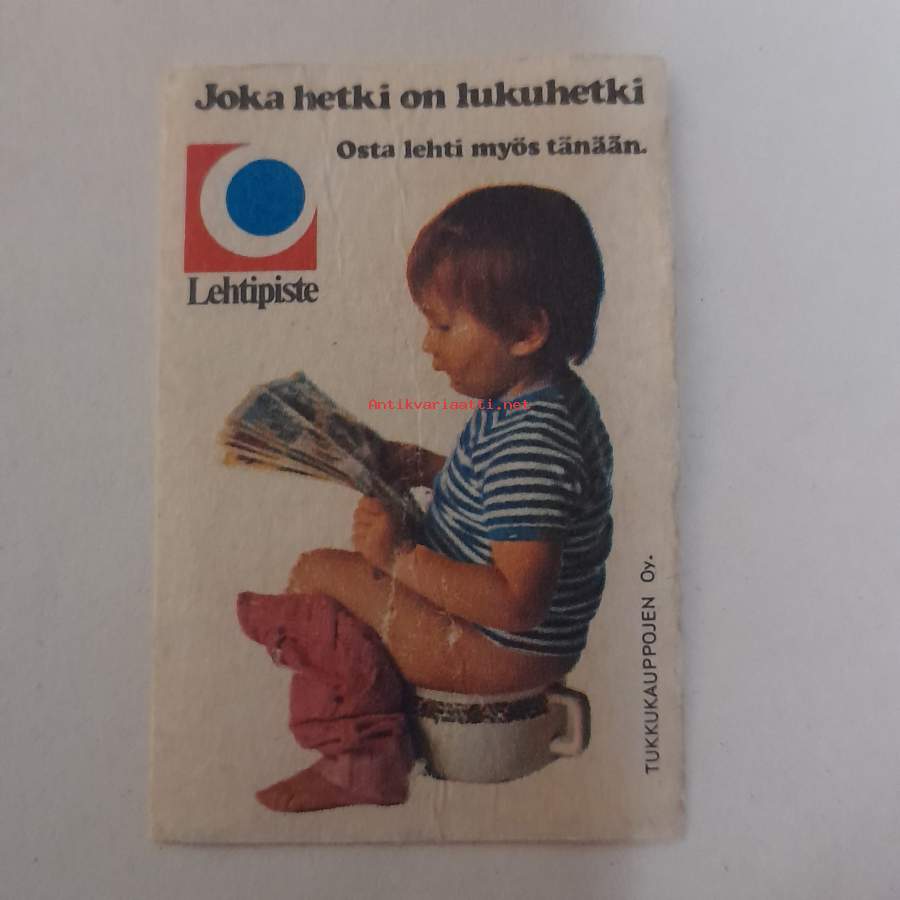 Joka hetki on lukuhetki
Osta lehti myös tänään.
Lehtipiste
Antikvariaatti.net
TUKKUKAUPPOJEN Oy.